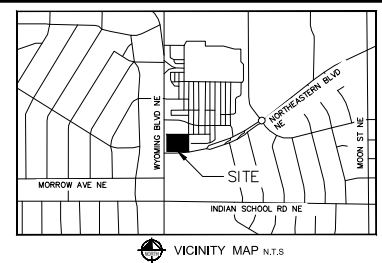 NORTHEASTERN BLVD
NE
WYOMING BLVD NE
MOON ST NE
SITE
MORROW AVE NE
INDIAN SCHOOL RD NE
NORTH
VICINITY MAP N.T.S